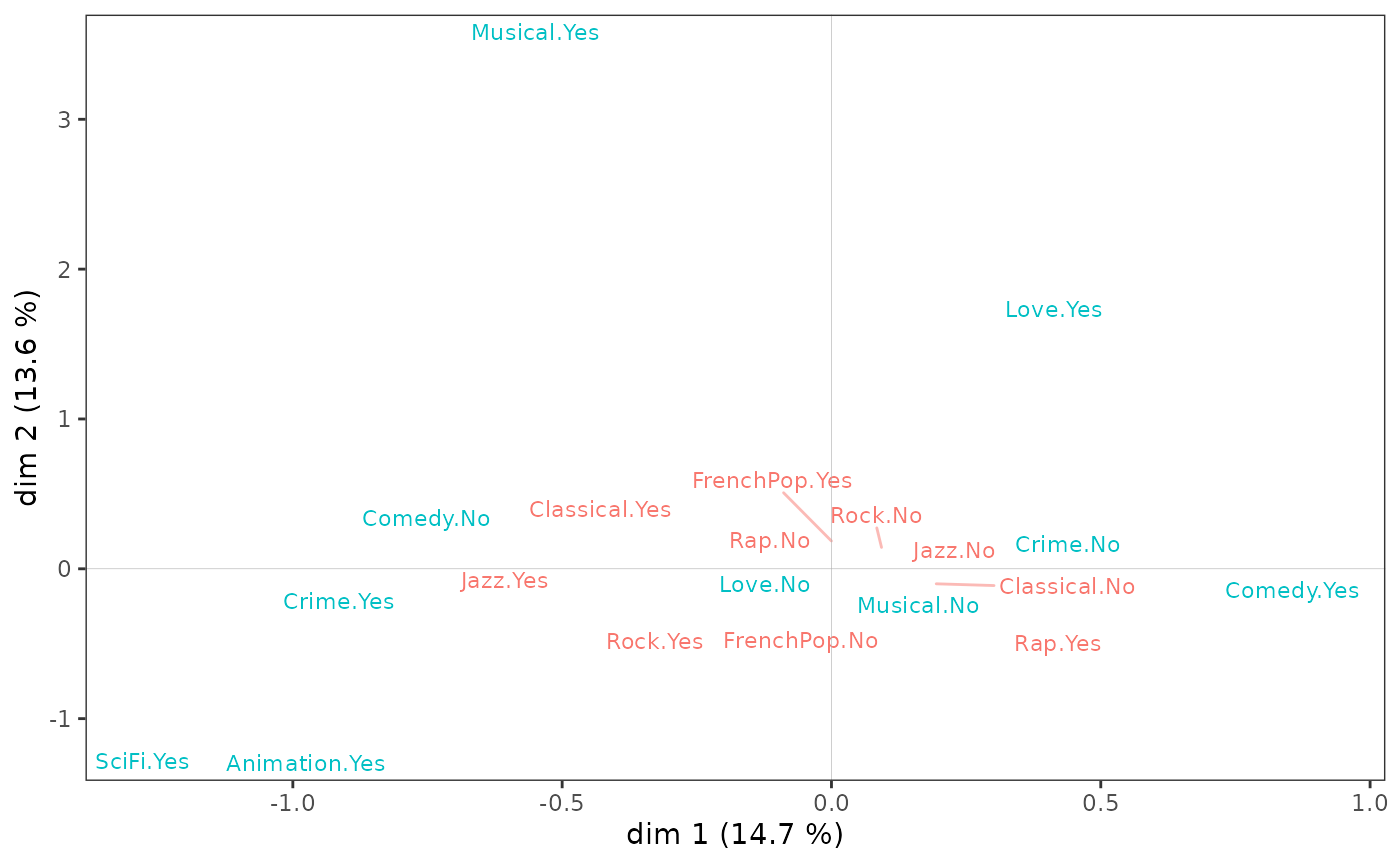 Musical.Yes
3
2
Love.Yes
dim 2 (13.6 %)
1
FrenchPop.Yes
Classical.Yes
Rock.No
Comedy.No
Rap.No
Crime.No
Jazz.No
0
Jazz.Yes
Love.No
Classical.No
Comedy.Yes
Crime.Yes
Musical.No
Rock.Yes
FrenchPop.No
Rap.Yes
-1
SciFi.Yes
Animation.Yes
-1.0
-0.5
0.0
0.5
1.0
dim 1 (14.7 %)